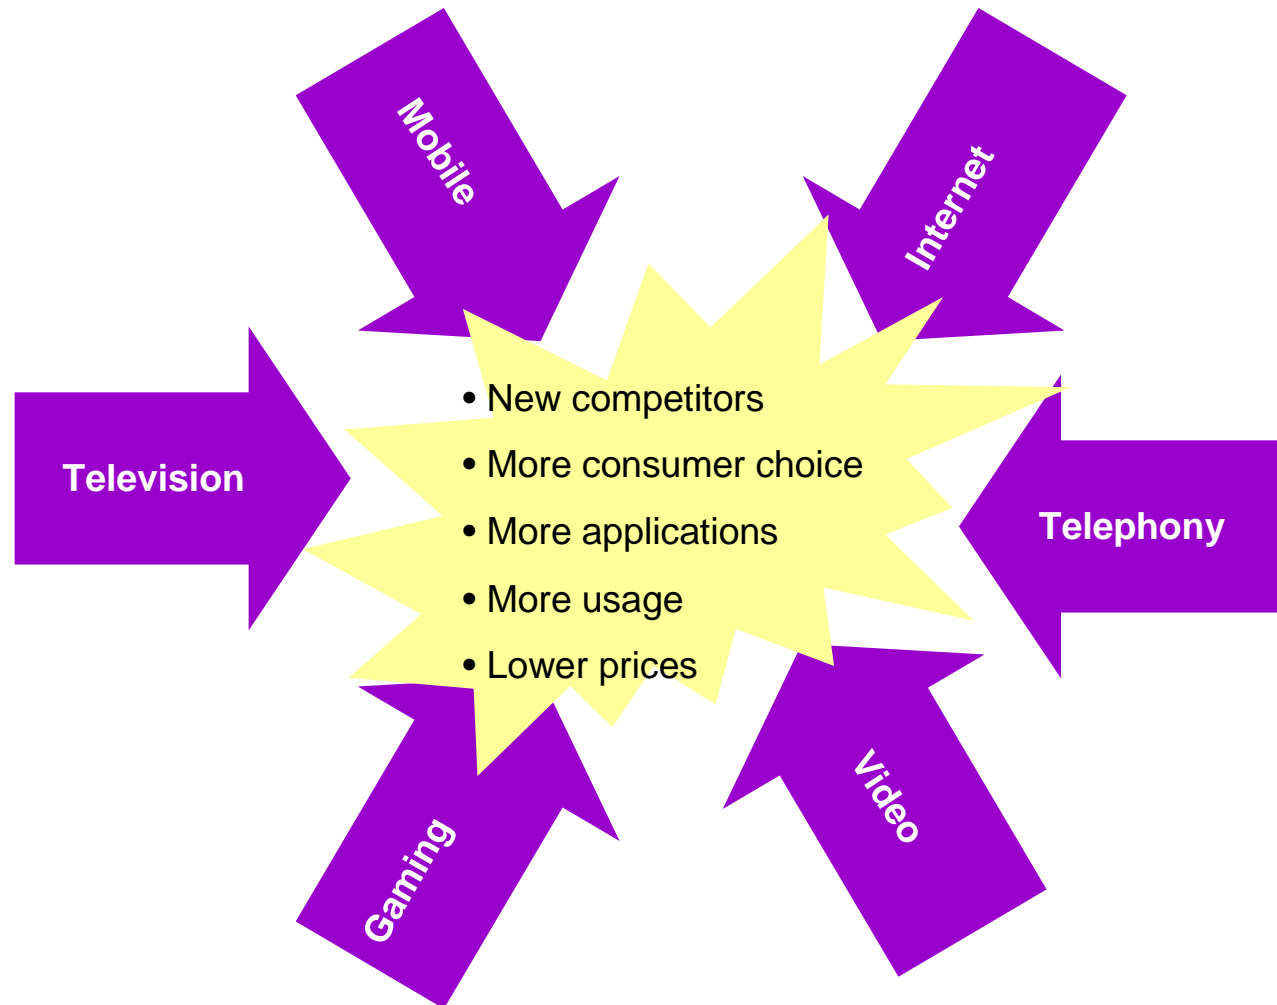 Mobile
Internet
Television
• New competitors
• More consumer choice
• More applications
• More usage
• Lower prices
Telephony
Gaming
Video